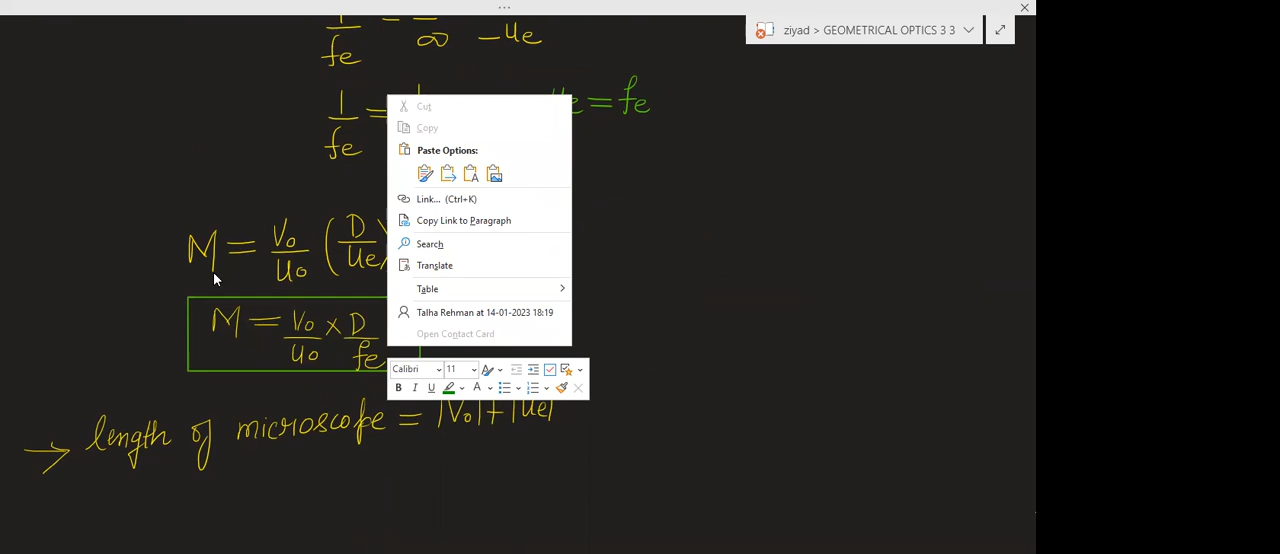 ...
ziyad > GEOMETRICAL OPTICS 3 3
1/fe = 1/∞ -ue
1/fe = 1 ue = fe
Cut
Copy
Paste Options:
Link... (Ctrl+K)
Copy Link to Paragraph
M = Vo/uo (D/ue)
Search
Translate
Table
M = Vo/uo × D/fe
Talha Rehman at 14-01-2023 18:19
Open Contact Card
Calibri 11
B I U A
→ length of microscope = |Vo| + |ue|